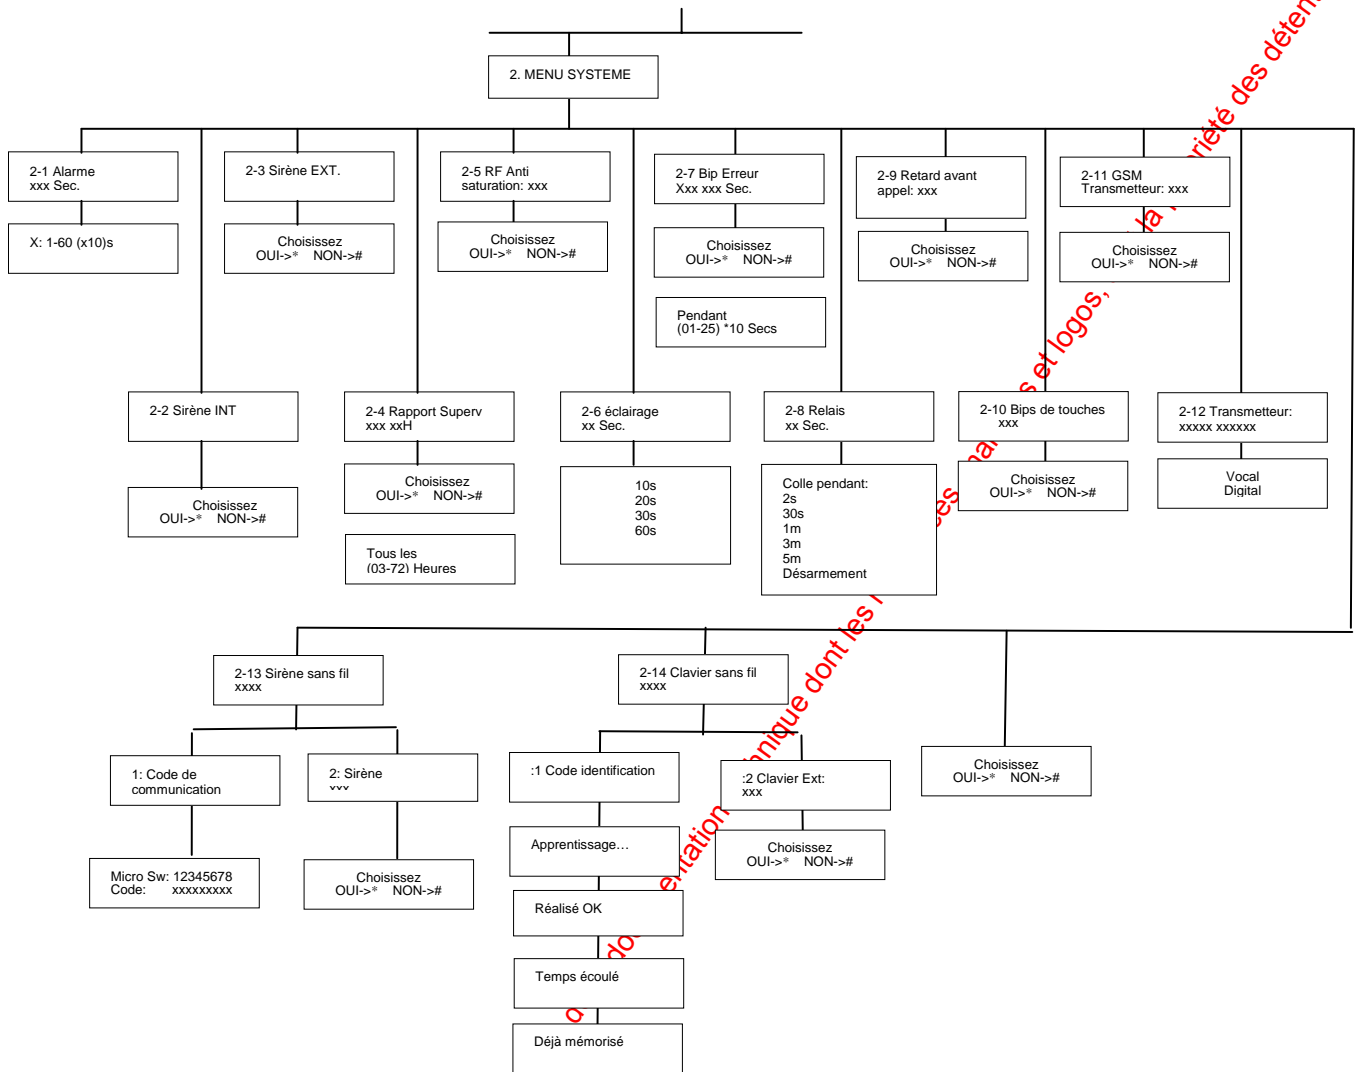 2. MENU SYSTEME
2-1 Alarme
xxx Sec.
X: 1-60 (x10)s
2-3 Sirène EXT.
Choisissez
OUI->* NON->#
2-5 RF Anti
saturation: xxx
Choisissez
OUI->* NON->#
2-7 Bip Erreur
Xxx xxx Sec.
Choisissez
OUI->* NON->#
Pendant
(01-25) *10 Secs
2-9 Retard avant
appel: xxx
Choisissez
OUI->* NON->#
2-11 GSM
Transmetteur: xxx
Choisissez
OUI->* NON->#
2-2 Sirène INT
Choisissez
OUI->* NON->#
2-4 Rapport Superv
xxx xxH
Choisissez
OUI->* NON->#
Tous les
(03-72) Heures
2-6 éclairage
xx Sec.
10s
20s
30s
60s
2-8 Relais
xx Sec.
Colle pendant:
2s
30s
1m
3m
5m
Désarmement
2-10 Bips de touches
xxx
Choisissez
OUI->* NON->#
2-12 Transmetteur:
xxxxx xxxxxx
Vocal
Digital
2-13 Sirène sans fil
xxxx
1: Code de
communication
Micro Sw: 12345678
Code: xxxxxxxxx
2: Sirène
xxx
Choisissez
OUI->* NON->#
2-14 Clavier sans fil
xxxx
:1 Code identification
Apprentissage…
Réalisé OK
Temps écoulé
Déjà mémorisé
:2 Clavier Ext:
xxx
Choisissez
OUI->* NON->#
Choisissez
OUI->* NON->#
dont les
et logos,
la
des